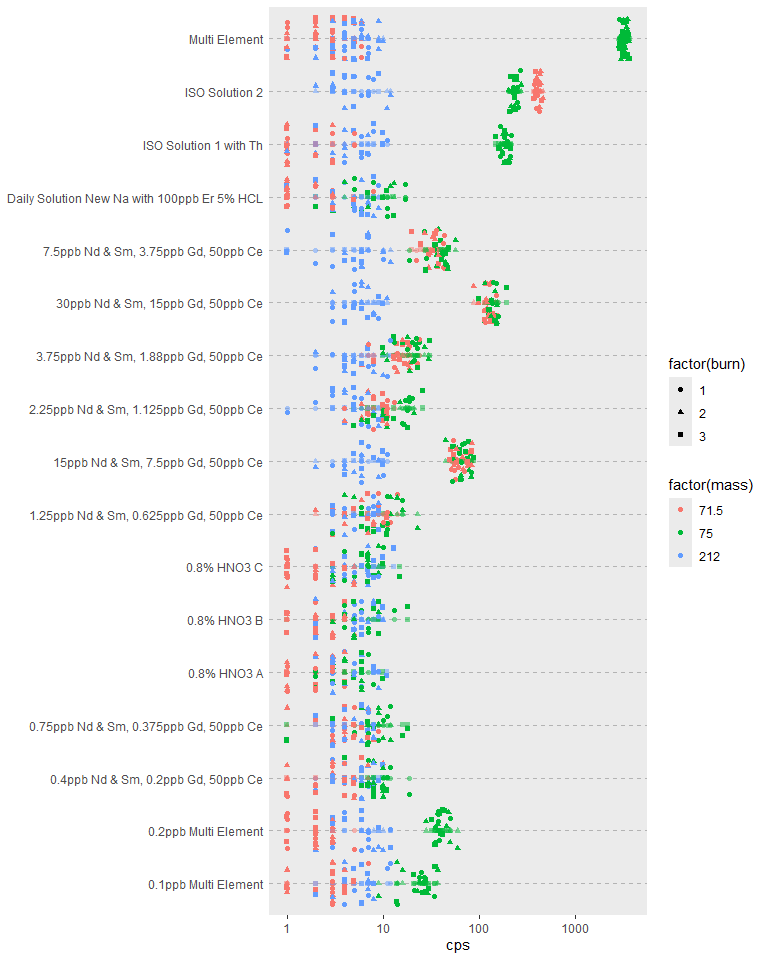 Multi Element
ISO Solution 2
ISO Solution 1 with Th
Daily Solution New Na with 100ppb Er 5% HCL
7.5ppb Nd & Sm, 3.75ppb Gd, 50ppb Ce
30ppb Nd & Sm, 15ppb Gd, 50ppb Ce
3.75ppb Nd & Sm, 1.88ppb Gd, 50ppb Ce
2.25ppb Nd & Sm, 1.125ppb Gd, 50ppb Ce
15ppb Nd & Sm, 7.5ppb Gd, 50ppb Ce
1.25ppb Nd & Sm, 0.625ppb Gd, 50ppb Ce
0.8% HNO3 C
0.8% HNO3 B
0.8% HNO3 A
0.75ppb Nd & Sm, 0.375ppb Gd, 50ppb Ce
0.4ppb Nd & Sm, 0.2ppb Gd, 50ppb Ce
0.2ppb Multi Element
0.1ppb Multi Element
1 10 100 1000
cps
factor(burn)
1
2
3
factor(mass)
71.5
75
212